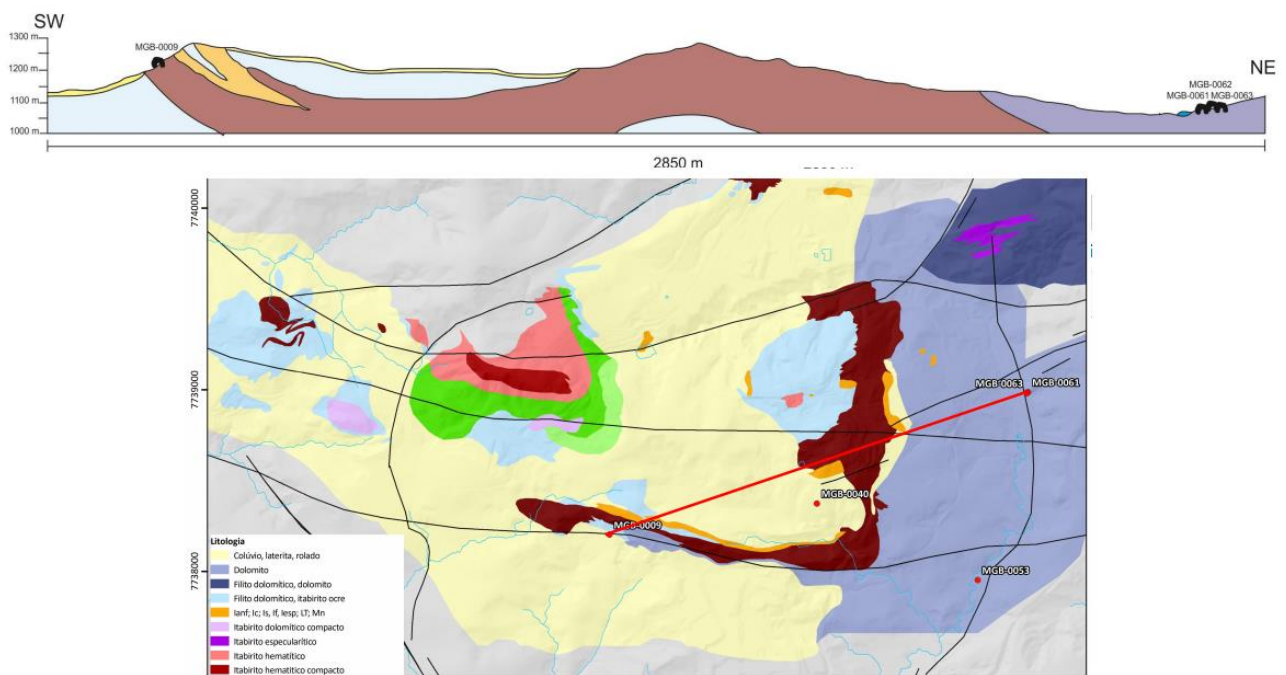 SW
MGB-0009
1300 m
1200 m
1100 m
1000 m
NE
MGB-0062
MGB-0061 MGB-0063
2850 m
7740000
7739000
7738000
MGB-0063 MGB-0061
MGB-0040
MGB-0009
MGB-0053
Litologia
Colúvio, laterita, rolado
Dolomito
Filito dolomítico, dolomito
Filito dolomítico, itabirito ocre
Ianf; Ic; Is, If, Iesp; LT; Mn
Itabirito dolomítico compacto
Itabirito especularítico
Itabirito hematítico
Itabirito hematítico compacto